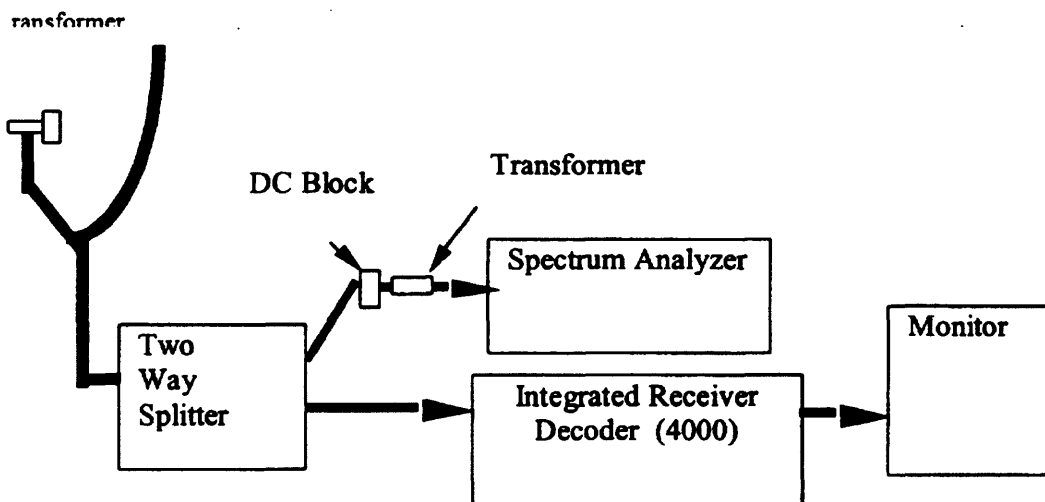 ransformer
DC Block
Transformer
Spectrum Analyzer
Monitor
Two
Way
Splitter
Integrated Receiver
Decoder (4000)